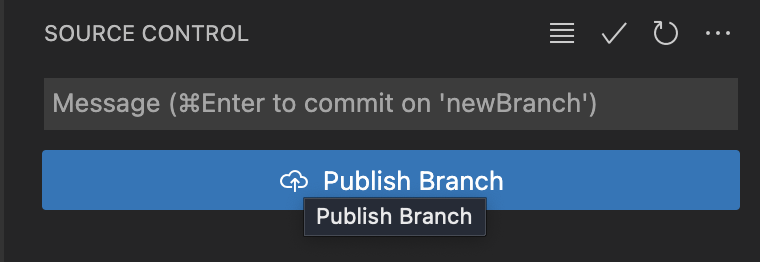 SOURCE CONTROL
Message (⌘Enter to commit on 'newBranch')
Publish Branch
Publish Branch